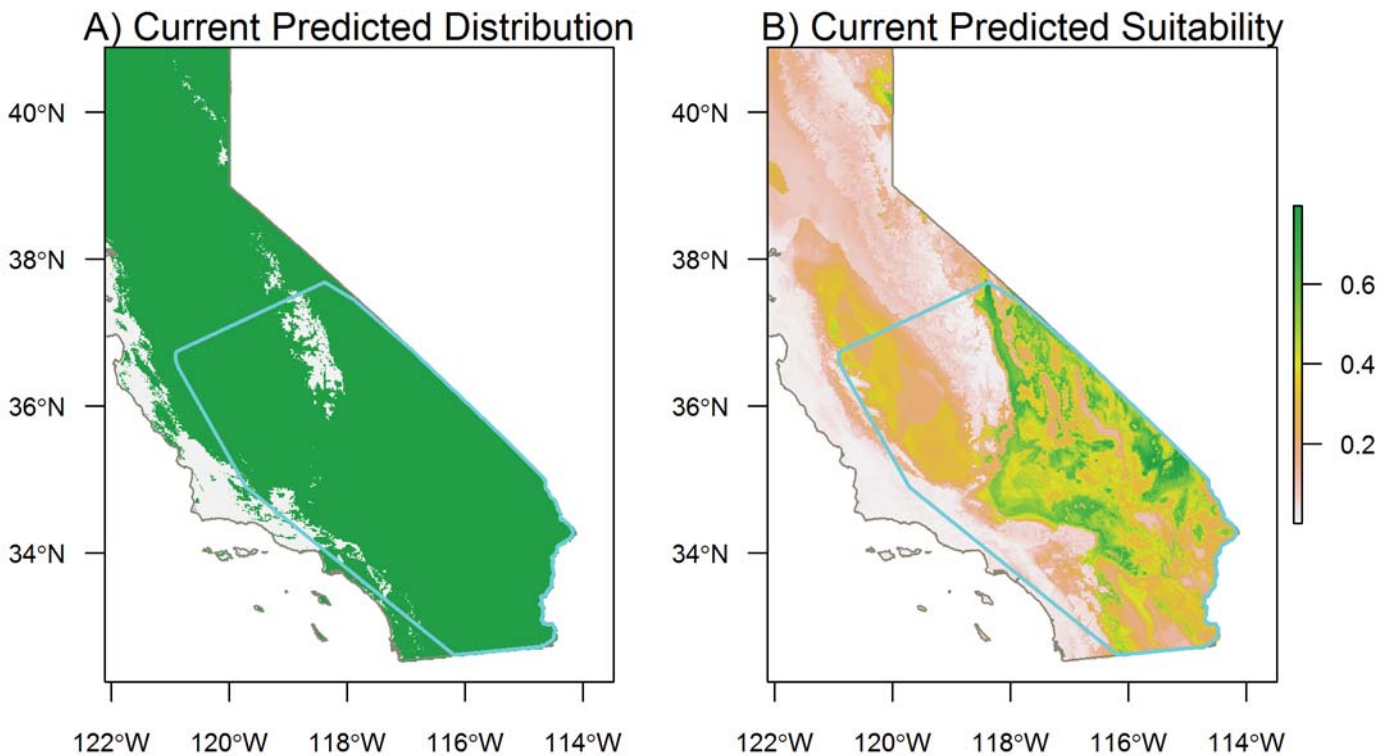 A) Current Predicted Distribution
40°N
38°N
36°N
34°N
122°W 120°W 118°W 116°W 114°W
B) Current Predicted Suitability
40°N
38°N
36°N
34°N
122°W 120°W 118°W 116°W 114°W
0.6
0.4
0.2